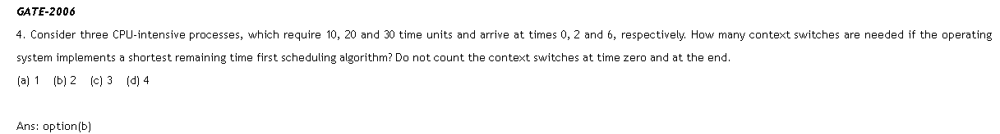 GATE-2006
4. Consider three CPU-intensive processes, which require 10, 20 and 30 time units and arrive at times 0, 2 and 6, respectively. How many context switches are needed if the operating
system implements a shortest remaining time first scheduling algorithm? Do not count the context switches at time zero and at the end.
(a) 1 (b) 2 (c) 3 (d) 4
Ans: option(b)